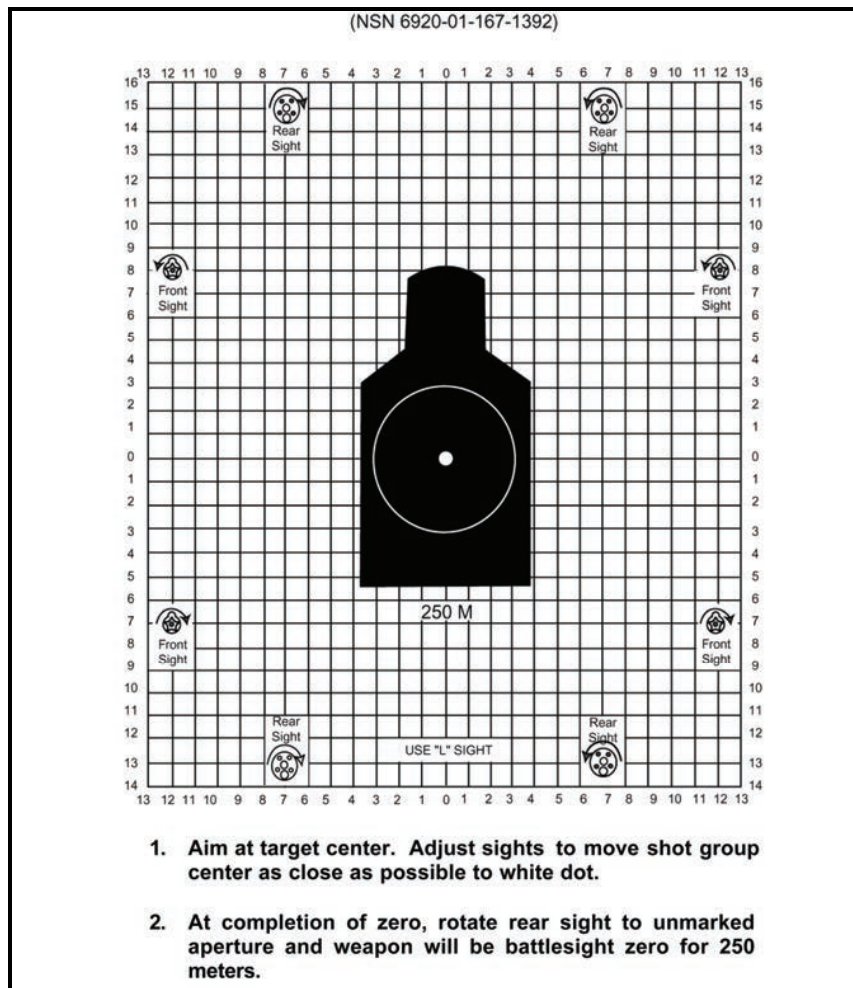 (NSN 6920-01-167-1392)
13 12 11 10 9 8 7 6 5 4 3 2 1 0 1 2 3 4 6 7 8 9 10 11 12 13
16 16
15 15
14 Rear Rear 14
13 Sight Sight 13
12 12
11 11
10 10
9 9
8 8
7 Front Front 7
6 Sight Sight 6
5 5
4 4
3 3
2 2
1 1
0 0
1 1
2 2
3 3
4 4
5 5
6 6
250 M
7 7
8 Front Front 8
9 Sight Sight 9
10 10
11 Rear Rear 11
12 Sight Sight 12
USE "L" SIGHT
13 13
14 14
13 12 11 10 9 8 7 6 5 4 3 2 1 0 1 2 3 4 6 7 8 9 10 11 12 13
1. Aim at target center. Adjust sights to move shot group
center as close as possible to white dot.
2. At completion of zero, rotate rear sight to unmarked
aperture and weapon will be battlesight zero for 250
meters.